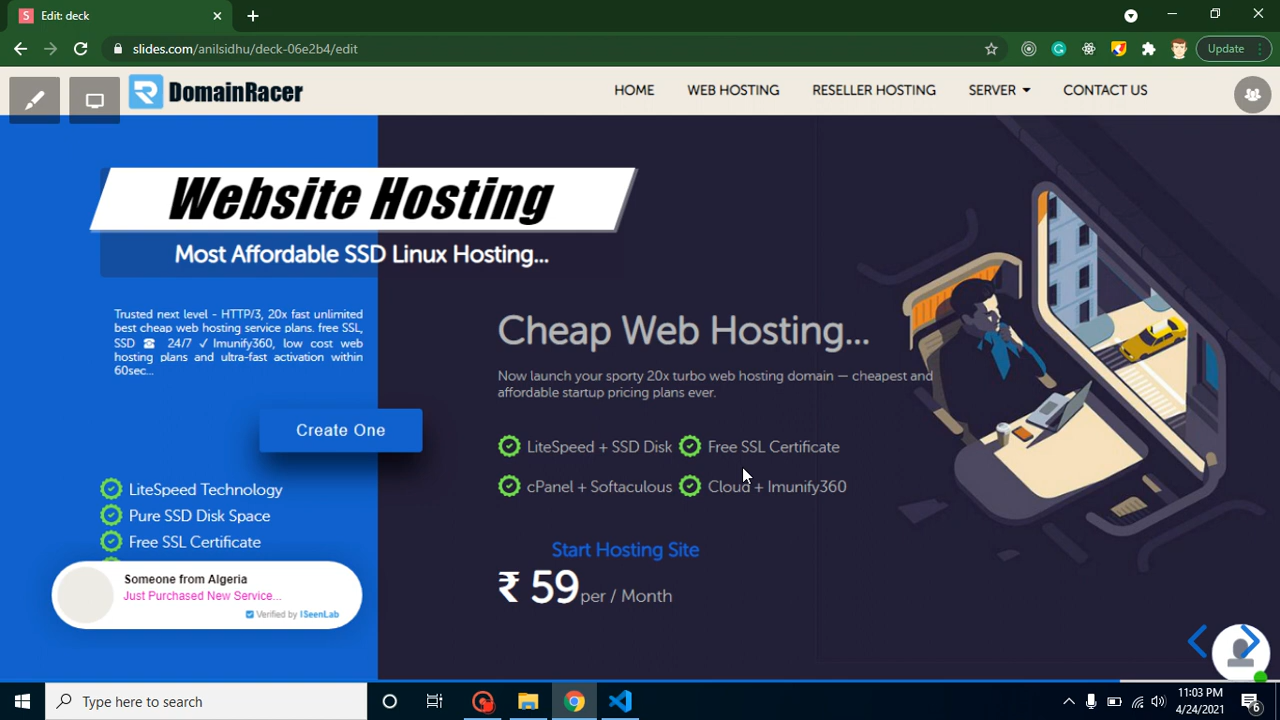 Edit: deck
slides.com/anilsidhu/deck-06e2b4/edit
Update
DomainRacer
HOME
WEB HOSTING
RESELLER HOSTING
SERVER
CONTACT US
Website Hosting
Most Affordable SSD Linux Hosting...
Trusted next level - HTTP/3, 20x fast unlimited
best cheap web hosting service plans. free SSL,
SSD ☎ 24/7 ✓ Imunify360, low cost web
hosting plans and ultra-fast activation within
60sec...
Create One
LiteSpeed Technology
Pure SSD Disk Space
Free SSL Certificate
Someone from Algeria
Just Purchased New Service...
Verified by ISeenLab
Cheap Web Hosting...
Now launch your sporty 20x turbo web hosting domain — cheapest and
affordable startup pricing plans ever.
LiteSpeed + SSD Disk
Free SSL Certificate
cPanel + Softaculous
Cloud + Imunify360
Start Hosting Site
₹ 59 per / Month
Type here to search
11:03 PM
4/24/2021
6